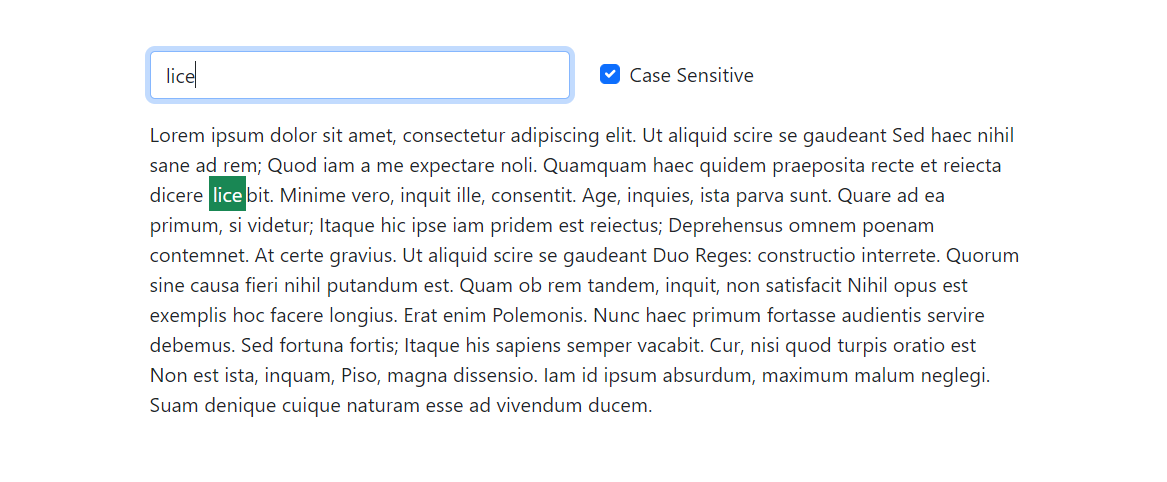 lice
Case Sensitive
Lorem ipsum dolor sit amet, consectetur adipiscing elit. Ut aliquid scire se gaudeant Sed haec nihil
sane ad rem; Quod iam a me expectare noli. Quamquam haec quidem praeposita recte et reiecta
dicere licebit. Minime vero, inquit ille, consentit. Age, inquies, ista parva sunt. Quare ad ea
primum, si videtur; Itaque hic ipse iam pridem est reiectus; Deprehensus omnem poenam
contemnet. At certe gravius. Ut aliquid scire se gaudeant Duo Reges: constructio interrete. Quorum
sine causa fieri nihil putandum est. Quam ob rem tandem, inquit, non satisfacit Nihil opus est
exemplis hoc facere longius. Erat enim Polemonis. Nunc haec primum fortasse audientis servire
debemus. Sed fortuna fortis; Itaque his sapiens semper vacabit. Cur, nisi quod turpis oratio est
Non est ista, inquam, Piso, magna dissensio. Iam id ipsum absurdum, maximum malum neglegi.
Suam denique cuique naturam esse ad vivendum ducem.